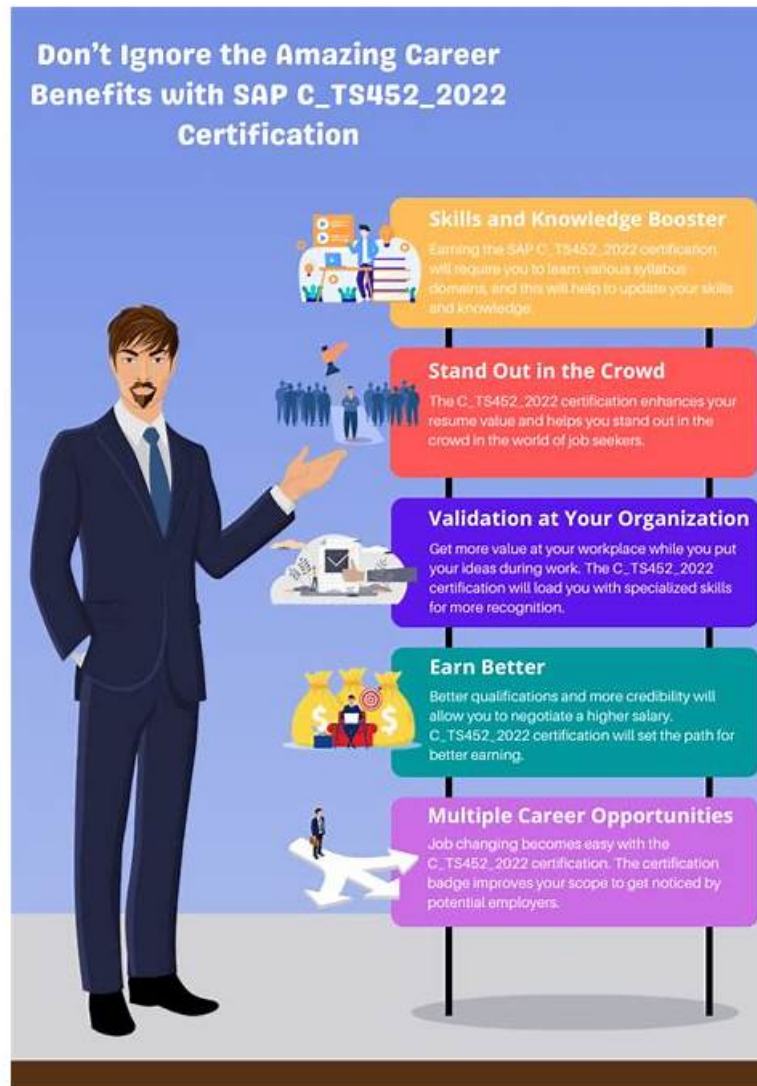 Don't Ignore the Amazing Career
Benefits with SAP C_TS452_2022
Certification
Skills and Knowledge Booster
Earning the SAP C_TS452_2022 certification
will require you to learn various syllabus
domains, and this will help to update your skills
and knowledge.
Stand Out in the Crowd
The C_TS452_2022 certification enhances your
resume value and helps you stand out in the
crowd in the world of job seekers.
Validation at Your Organization
Get more value at your workplace while you put
your ideas during work. The C_TS452_2022
certification will load you with specialized skills
for more recognition.
Earn Better
Better qualifications and more credibility will
allow you to negotiate a higher salary.
C_TS452_2022 certification will set the path for
better earning.
Multiple Career Opportunities
Job changing becomes easy with the
C_TS452_2022 certification. The certification
badge improves your scope to get noticed by
potential employers.